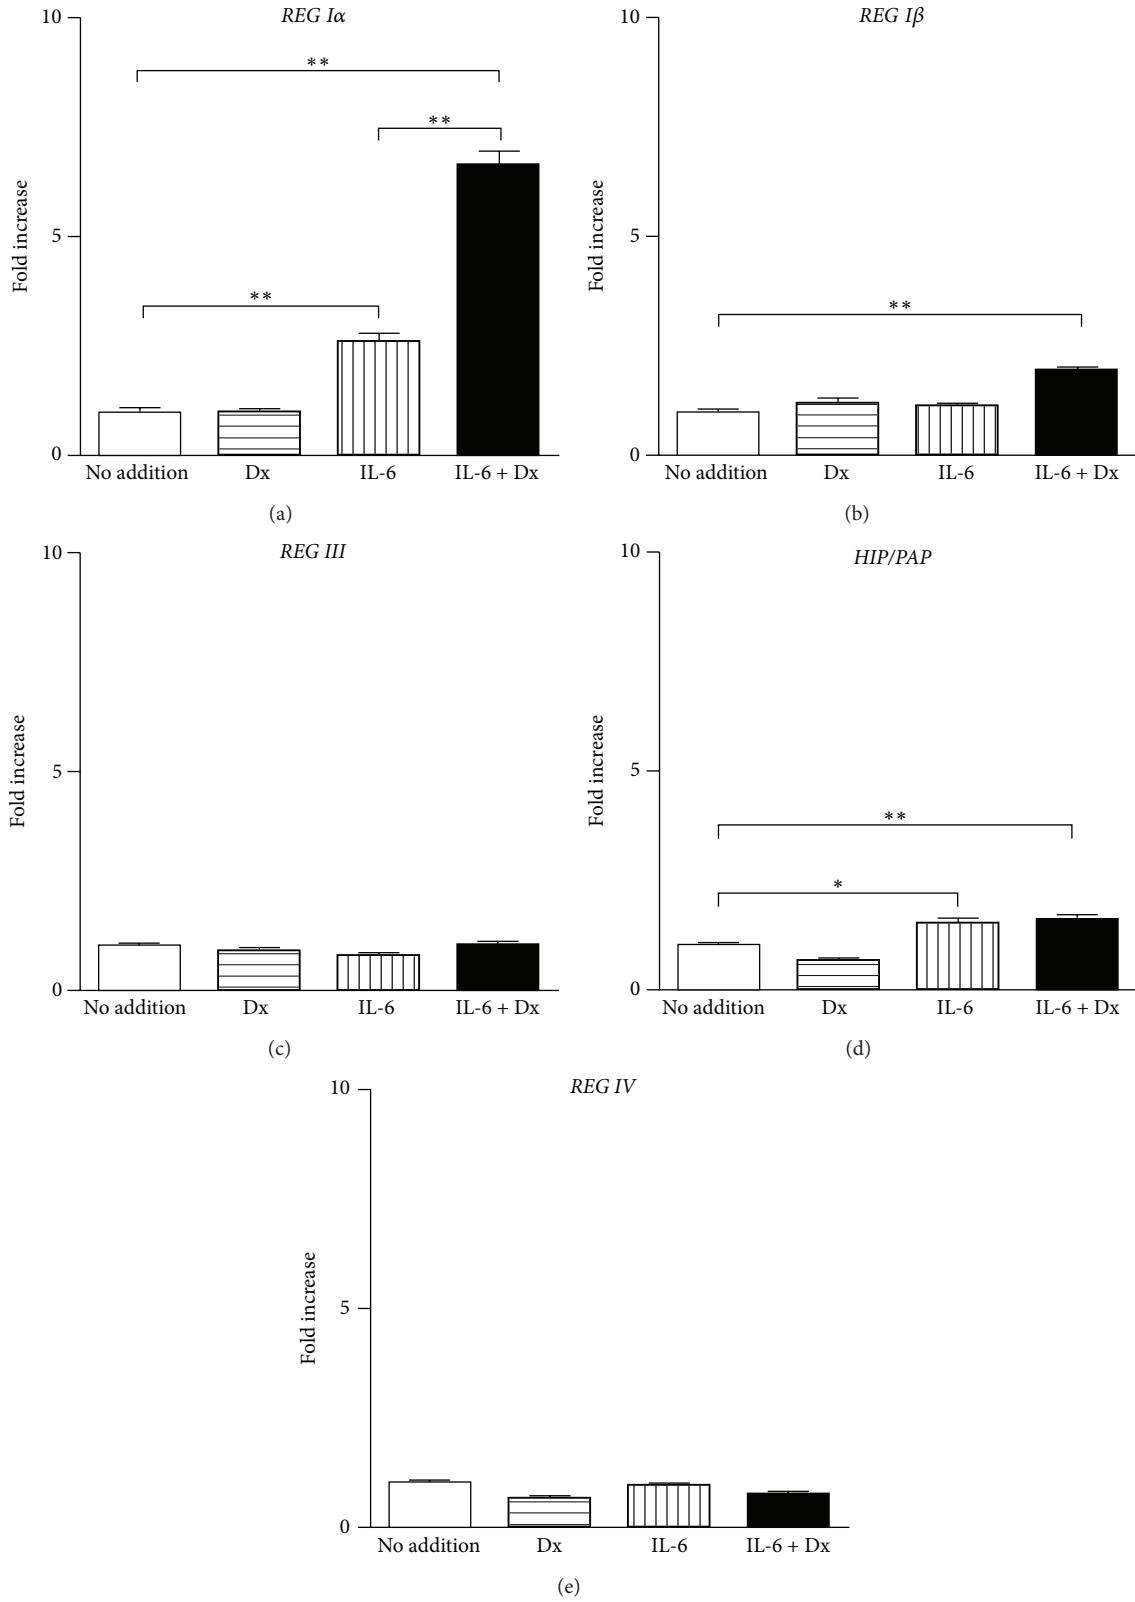 REG Iα
10
5
0
Fold increase
**
**
**
No addition Dx IL-6 IL-6 + Dx
(a)
REG Iβ
10
5
0
Fold increase
**
No addition Dx IL-6 IL-6 + Dx
(b)
REG III
10
5
0
Fold increase
No addition Dx IL-6 IL-6 + Dx
(c)
HIP/PAP
10
5
0
Fold increase
**
*
No addition Dx IL-6 IL-6 + Dx
(d)
REG IV
10
5
0
Fold increase
No addition Dx IL-6 IL-6 + Dx
(e)